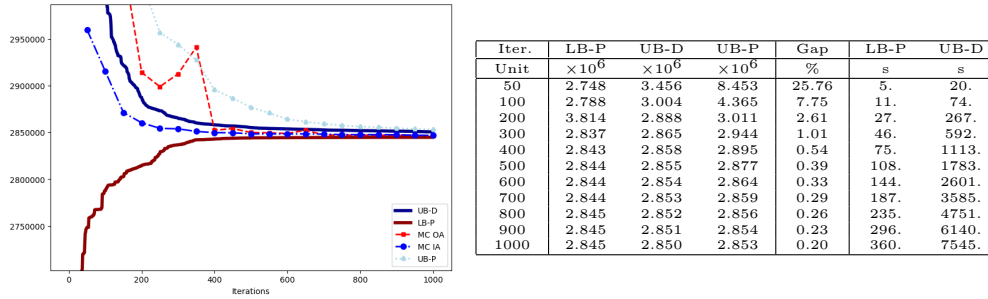 2950000
2900000
2850000
2800000
2750000
0 200 400 600 800 1000
Iterations
UB-D
LB-P
MC OA
MC IA
UB-P
Iter. LB-P UB-D UB-P Gap LB-P UB-D
Unit ×10^6 ×10^6 ×10^6 % s s
50 2.748 3.456 8.453 25.76 5. 20.
100 2.788 3.004 4.365 7.75 11. 74.
200 3.814 2.888 3.011 2.61 27. 267.
300 2.837 2.865 2.944 1.01 46. 592.
400 2.843 2.858 2.895 0.54 75. 1113.
500 2.844 2.855 2.877 0.39 108. 1783.
600 2.844 2.854 2.864 0.33 144. 2601.
700 2.844 2.853 2.859 0.29 187. 3585.
800 2.845 2.852 2.856 0.26 235. 4751.
900 2.845 2.851 2.854 0.23 296. 6140.
1000 2.845 2.850 2.853 0.20 360. 7545.